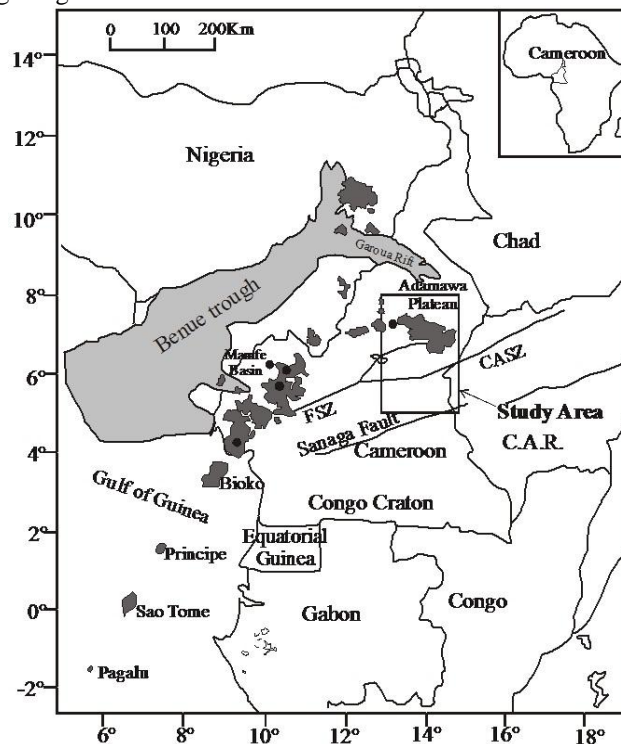 0 100 200Km
14°
12°
10°
8°
6°
4°
2°
0°
-2°
Cameroon
Nigeria
Chad
Garoua Rift
Adamawa
Plateau
Benue trough
Mamfe
Basin
CASZ
FSZ
Study Area
Sanaga Fault
C.A.R.
Cameroon
Bioko
Gulf of Guinea
Congo Craton
Equatorial
Guinea
Principe
Sao Tome
Gabon
Congo
Pagalu
6° 8° 10° 12° 14° 16° 18°